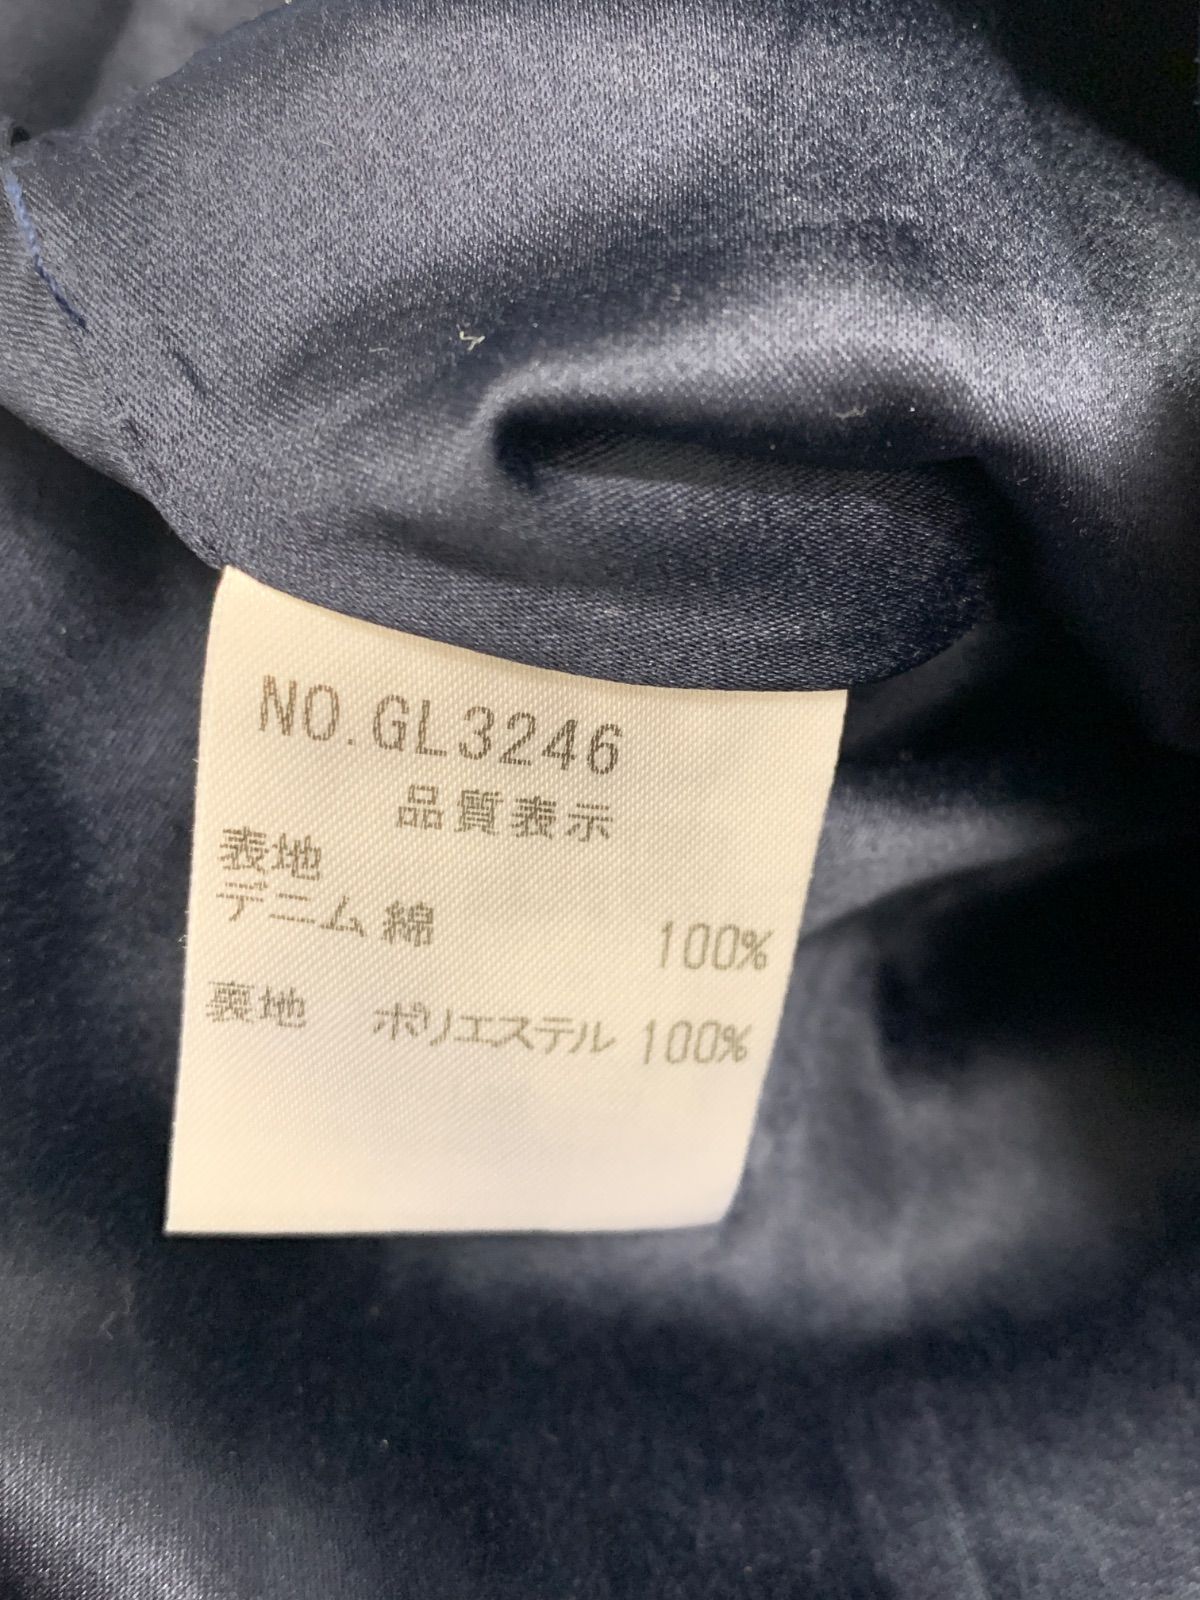 NO.GL3246
品質表示
表地
デニム 綿 100%
裏地 ポリエステル 100%